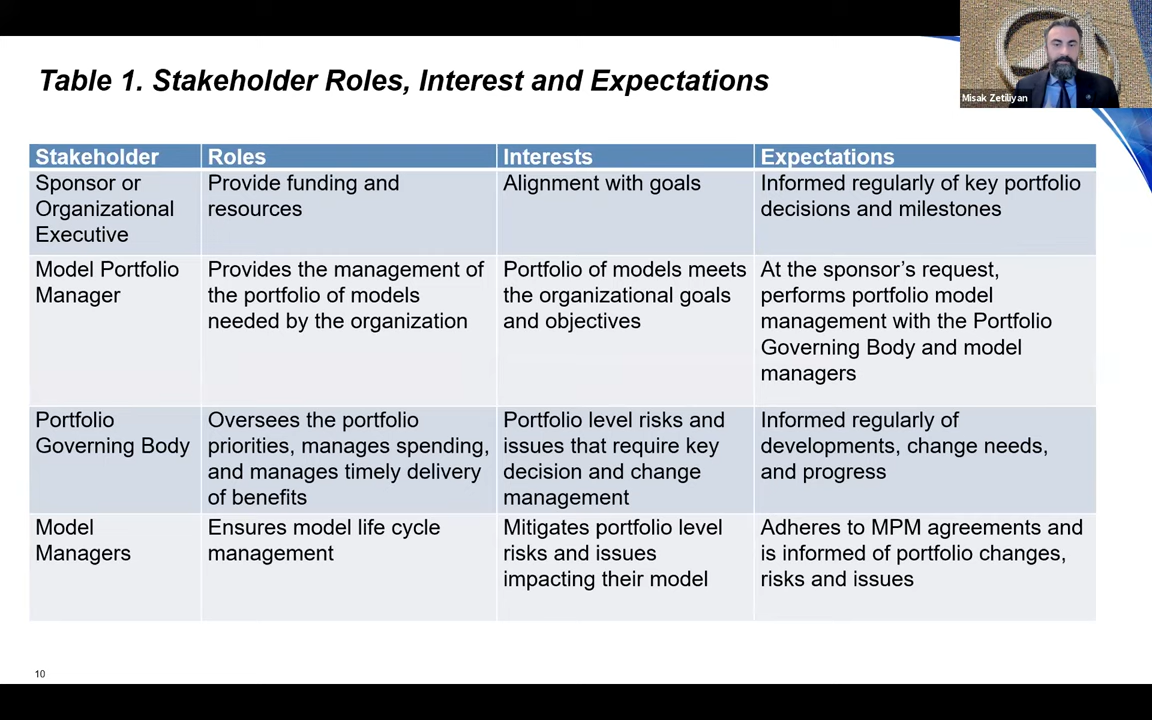 Misak Zetiliyan
Table 1. Stakeholder Roles, Interest and Expectations
Stakeholder
Roles
Interests
Expectations
Sponsor or
Organizational
Executive
Provide funding and
resources
Alignment with goals
Informed regularly of key portfolio
decisions and milestones
Model Portfolio
Manager
Provides the management of
the portfolio of models
needed by the organization
Portfolio of models meets
the organizational goals
and objectives
At the sponsor’s request,
performs portfolio model
management with the Portfolio
Governing Body and model
managers
Portfolio
Governing Body
Oversees the portfolio
priorities, manages spending,
and manages timely delivery
of benefits
Portfolio level risks and
issues that require key
decision and change
management
Informed regularly of
developments, change needs,
and progress
Model
Managers
Ensures model life cycle
management
Mitigates portfolio level
risks and issues
impacting their model
Adheres to MPM agreements and
is informed of portfolio changes,
risks and issues
10